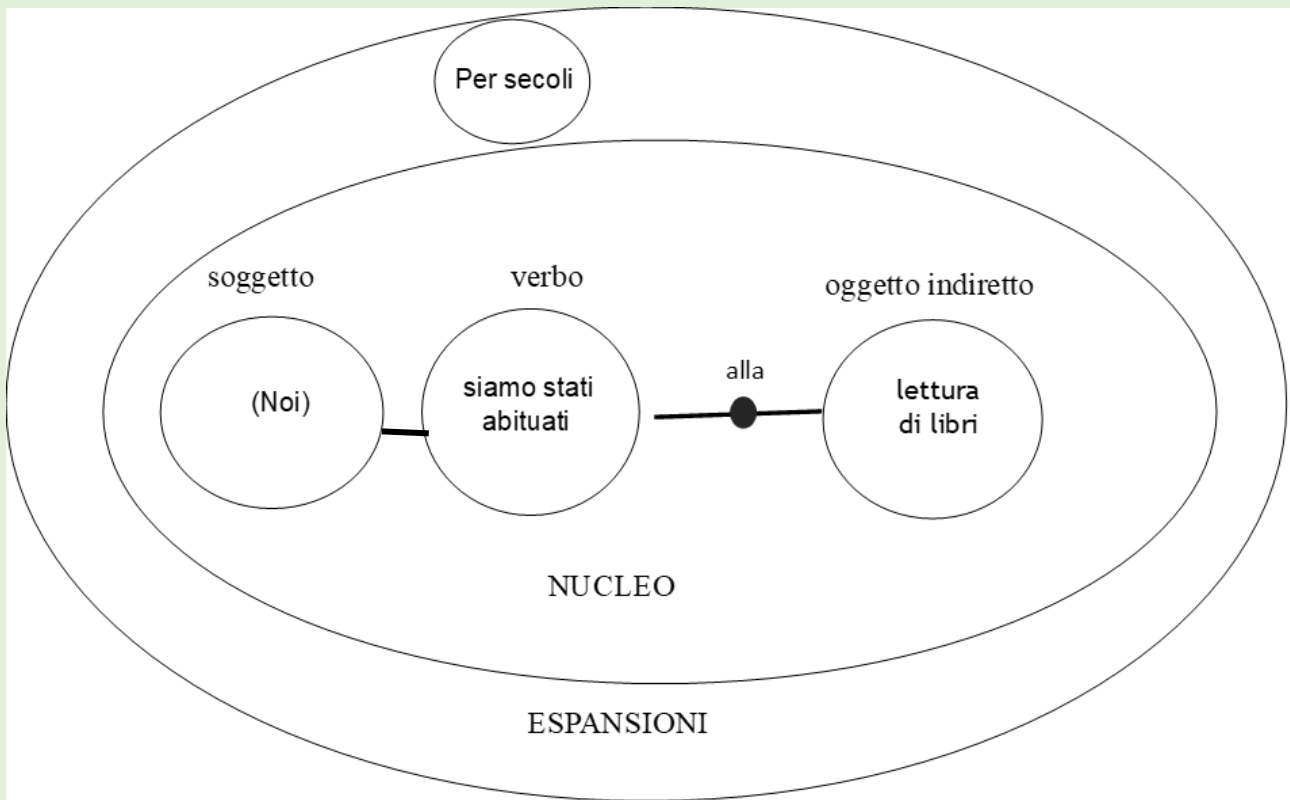 Per secoli
soggetto
verbo
oggetto indiretto
(Noi)
siamo stati
abituati
alla
lettura
di libri
NUCLEO
ESPANSIONI